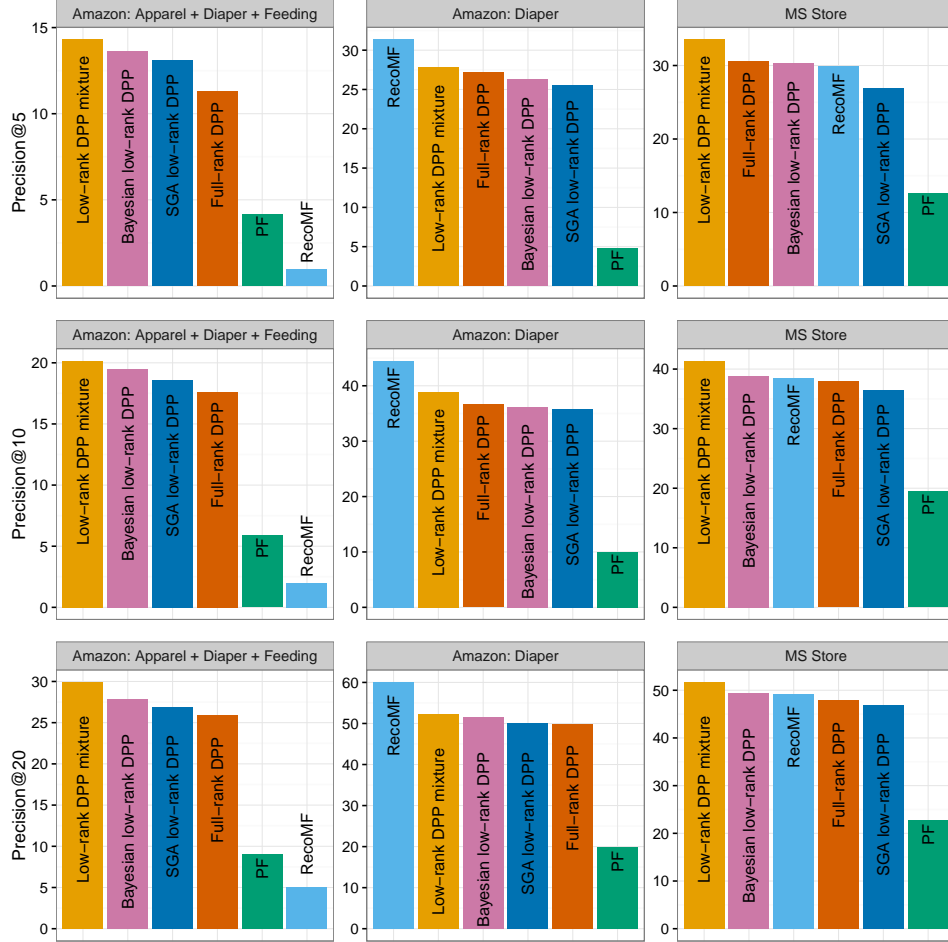 Amazon: Apparel + Diaper + Feeding
Amazon: Diaper
MS Store
Precision@5
15
10
5
0
Low−rank DPP mixture
Bayesian low−rank DPP
SGA low−rank DPP
Full−rank DPP
PF
RecoMF
30
25
20
15
10
5
0
RecoMF
Low−rank DPP mixture
Full−rank DPP
Bayesian low−rank DPP
SGA low−rank DPP
PF
30
20
10
0
Low−rank DPP mixture
Full−rank DPP
Bayesian low−rank DPP
RecoMF
SGA low−rank DPP
PF
Amazon: Apparel + Diaper + Feeding
Amazon: Diaper
MS Store
Precision@10
20
15
10
5
0
Low−rank DPP mixture
Bayesian low−rank DPP
SGA low−rank DPP
Full−rank DPP
PF
RecoMF
40
30
20
10
0
RecoMF
Low−rank DPP mixture
Full−rank DPP
Bayesian low−rank DPP
SGA low−rank DPP
PF
40
30
20
10
0
Low−rank DPP mixture
Bayesian low−rank DPP
RecoMF
Full−rank DPP
SGA low−rank DPP
PF
Amazon: Apparel + Diaper + Feeding
Amazon: Diaper
MS Store
Precision@20
30
25
20
15
10
5
0
Low−rank DPP mixture
Bayesian low−rank DPP
SGA low−rank DPP
Full−rank DPP
PF
RecoMF
60
50
40
30
20
10
0
RecoMF
Low−rank DPP mixture
Bayesian low−rank DPP
SGA low−rank DPP
Full−rank DPP
PF
50
40
30
20
10
0
Low−rank DPP mixture
Bayesian low−rank DPP
RecoMF
Full−rank DPP
SGA low−rank DPP
PF